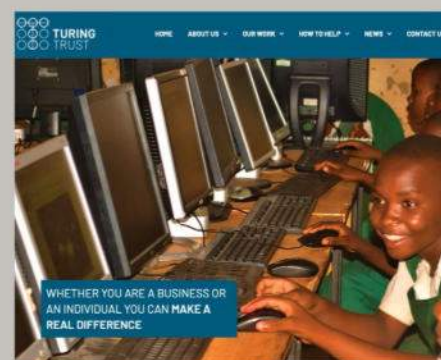 TURING
TRUST
HOME ABOUT US OUR WORK HOW TO HELP NEWS CONTACT U
WHETHER YOU ARE A BUSINESS OR
AN INDIVIDUAL YOU CAN MAKE A
REAL DIFFERENCE